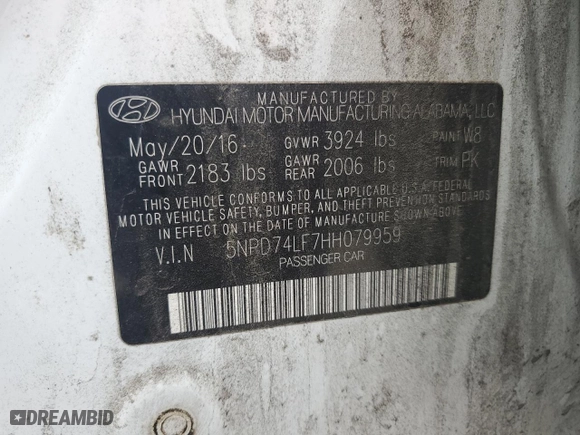 MANUFACTURED BY
HYUNDAI MOTOR MANUFACTURING ALABAMA, LLC
May/20/16 GVWR 3924 lbs PAINT W8
GAWR FRONT 2183 lbs GAWR REAR 2006 lbs TRIM PK
THIS VEHICLE CONFORMS TO ALL APPLICABLE U.S.A. FEDERAL
MOTOR VEHICLE SAFETY, BUMPER, AND THEFT PREVENTION STANDARDS
IN EFFECT ON THE DATE OF MANUFACTURE SHOWN ABOVE.
V.I.N 5NPD74LF7HH079959
PASSENGER CAR
DREAMBID